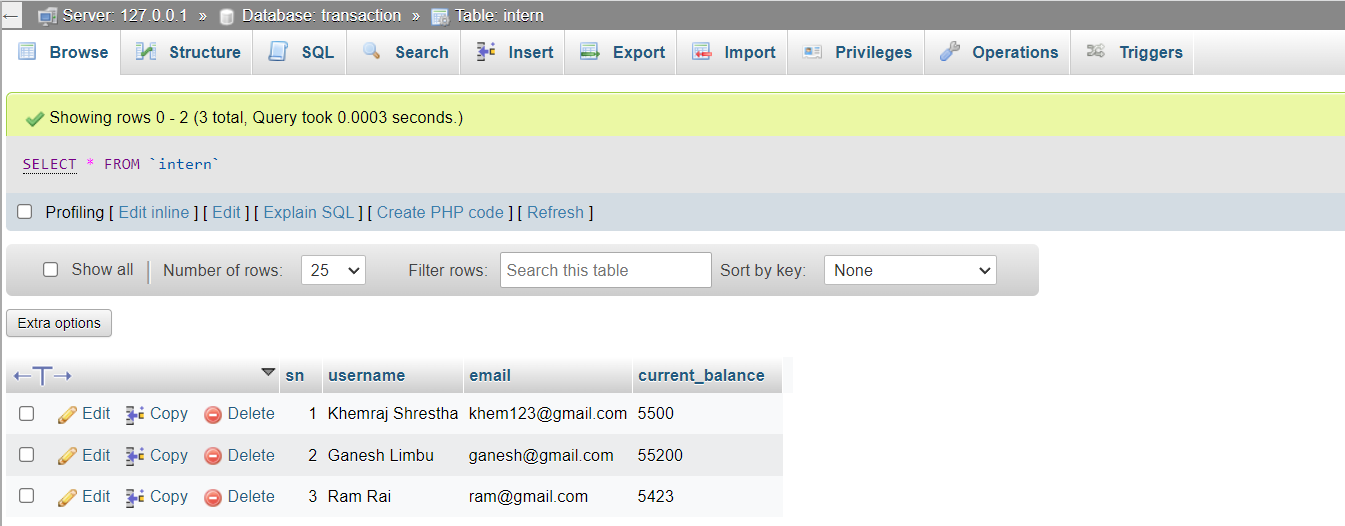 Server: 127.0.0.1 » Database: transaction » Table: intern
Browse Structure SQL Search Insert Export Import Privileges Operations Triggers
Showing rows 0 - 2 (3 total, Query took 0.0003 seconds.)
SELECT * FROM `intern`
Profiling [ Edit inline ] [ Edit ] [ Explain SQL ] [ Create PHP code ] [ Refresh ]
Show all Number of rows: 25 Filter rows: Search this table Sort by key: None
Extra options
sn username email current_balance
Edit Copy Delete 1 Khemraj Shrestha khem123@gmail.com 5500
Edit Copy Delete 2 Ganesh Limbu ganesh@gmail.com 55200
Edit Copy Delete 3 Ram Rai ram@gmail.com 5423